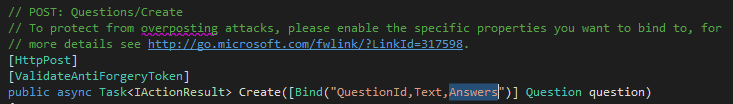 // POST: Questions/Create
// To protect from overposting attacks, please enable the specific properties you want to bind to, for
// more details see http://go.microsoft.com/fwlink/?LinkId=317598.
[HttpPost]
[ValidateAntiForgeryToken]
public async Task<IActionResult> Create([Bind("QuestionId,Text,Answers")] Question question)